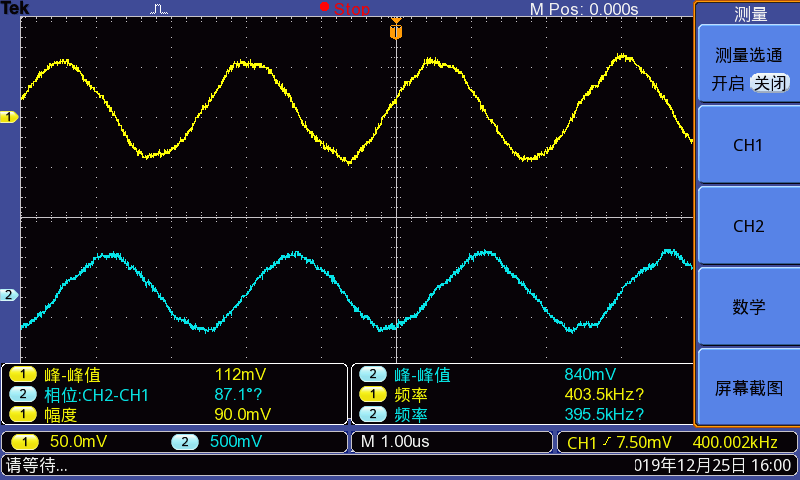 Tek Stop M Pos: 0.000s 测量
T
测量选通
开启 关闭
1
CH1
CH2
2
数学
屏幕截图
1 峰-峰值 112mV 2 峰-峰值 840mV
2 相位:CH2-CH1 87.1°? 1 频率 403.5kHz?
1 幅度 90.0mV 2 频率 395.5kHz?
1 50.0mV 2 500mV M 1.00us CH1 7.50mV 400.002kHz
请等待... 019年12月25日 16:00